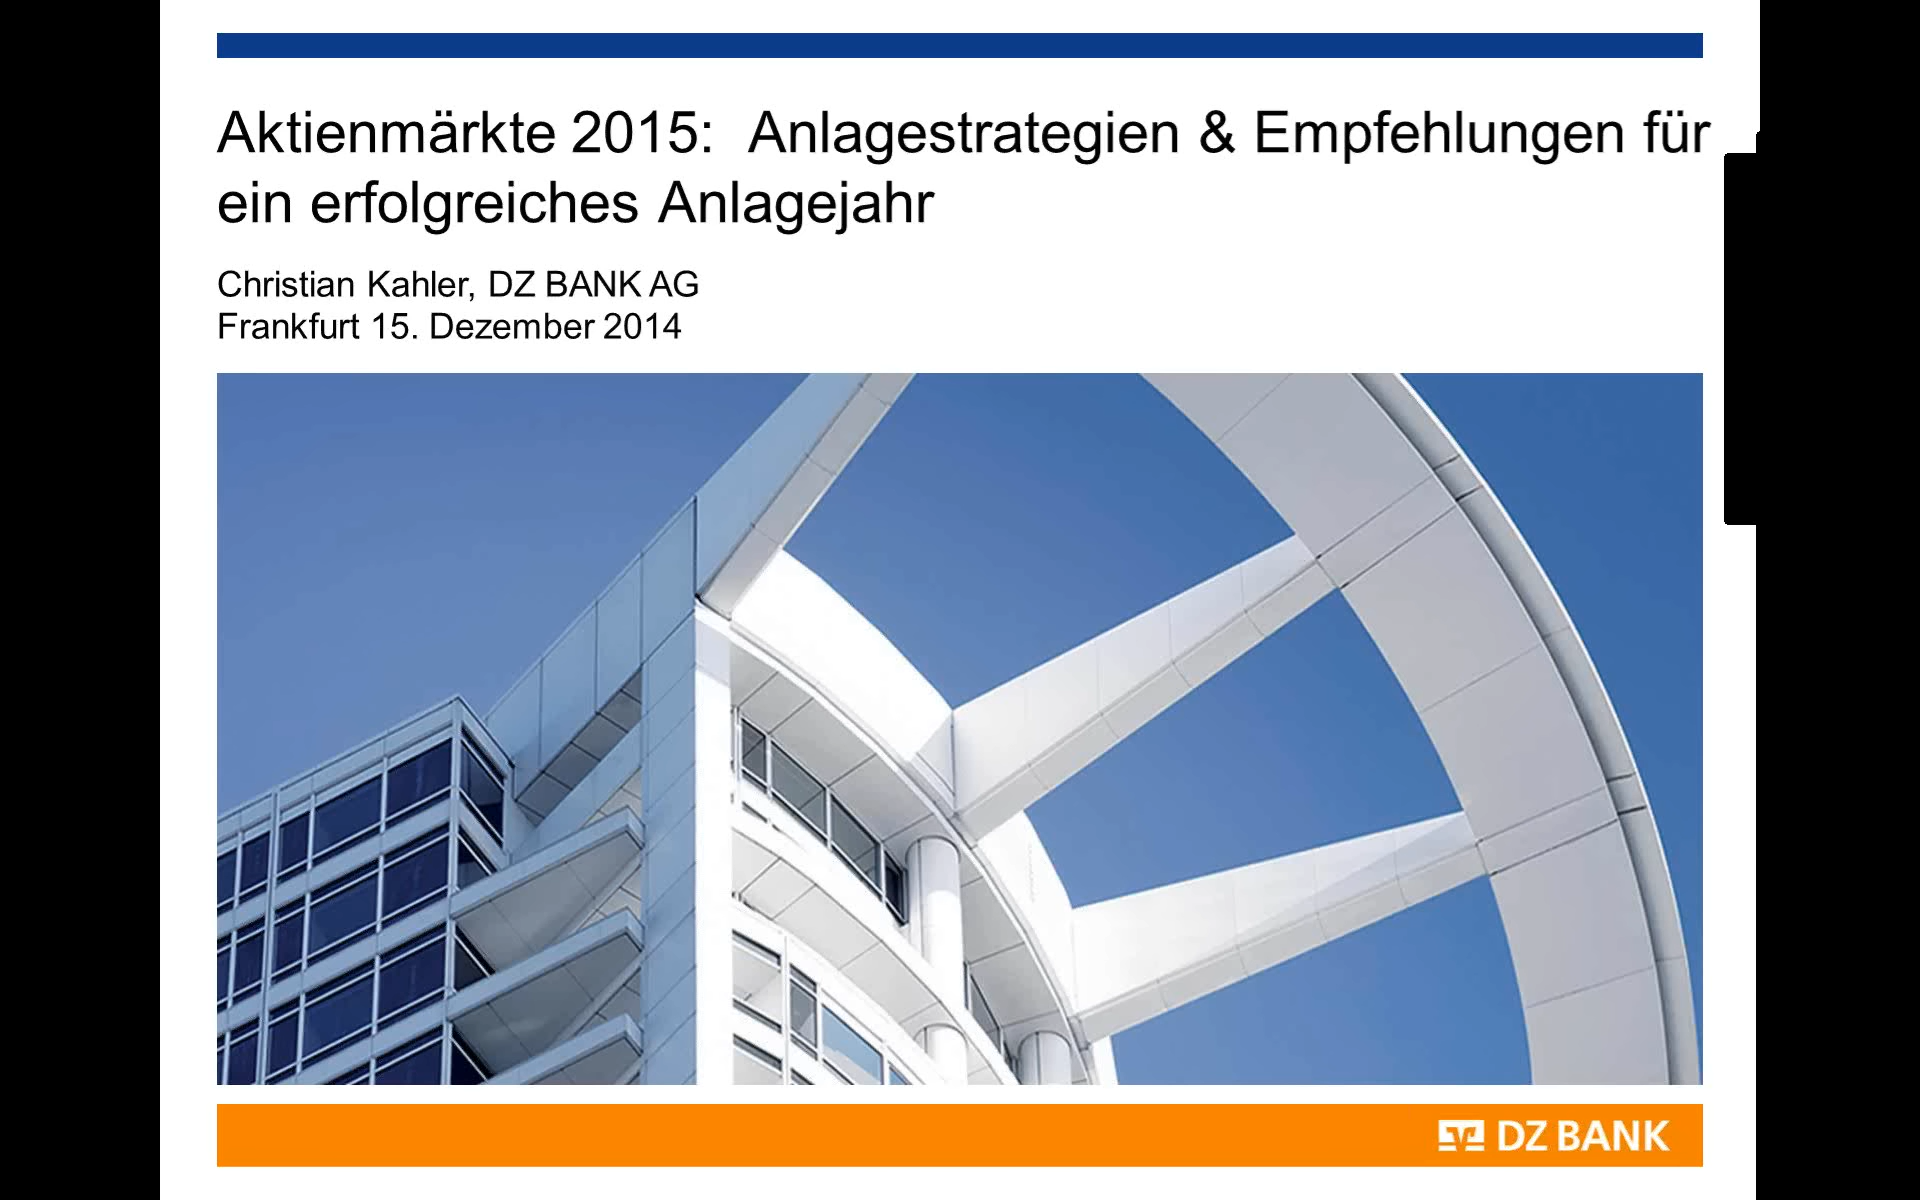 Aktienmärkte 2015:  Anlagestrategien & Empfehlungen für
ein erfolgreiches Anlagejahr
Christian Kahler, DZ BANK AG
Frankfurt 15. Dezember 2014
DZ BANK